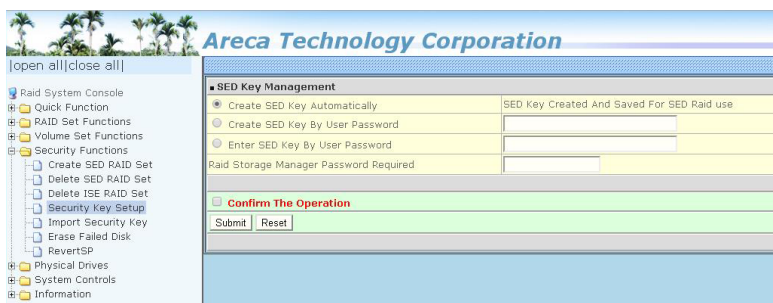 Areca Technology Corporation
|open all|close all|
Raid System Console
Quick Function
RAID Set Functions
Volume Set Functions
Security Functions
Create SED RAID Set
Delete SED RAID Set
Delete ISE RAID Set
Security Key Setup
Import Security Key
Erase Failed Disk
RevertSP
Physical Drives
System Controls
Information
SED Key Management
Create SED Key Automatically SED Key Created And Saved For SED Raid use
Create SED Key By User Password
Enter SED Key By User Password
Raid Storage Manager Password Required
Confirm The Operation
Submit Reset